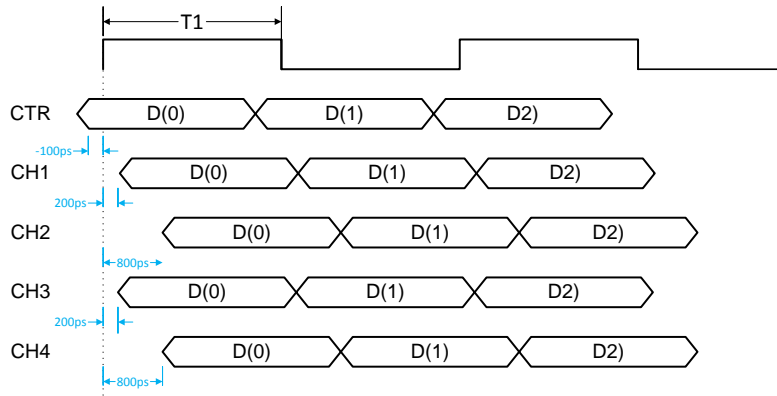 T1
CTR D(0) D(1) D2)
-100ps
CH1 D(0) D(1) D2)
200ps
CH2 D(0) D(1) D2)
800ps
CH3 D(0) D(1) D2)
200ps
CH4 D(0) D(1) D2)
800ps